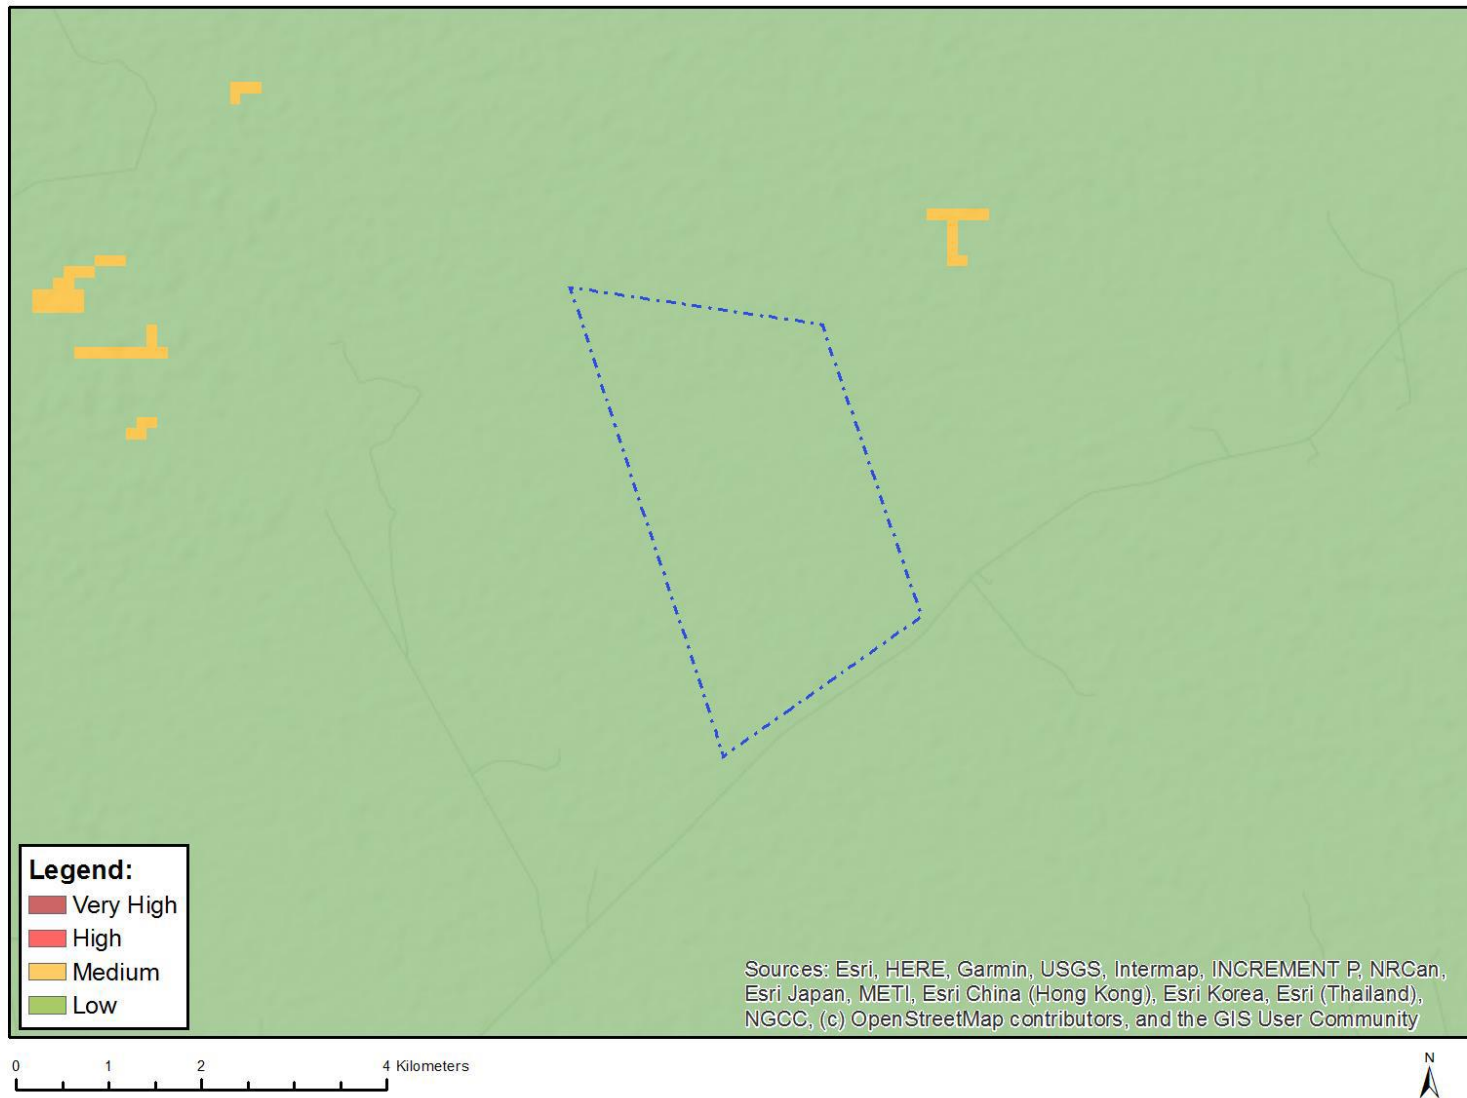 Legend:
Very High
High
Medium
Low
Sources: Esri, HERE, Garmin, USGS, Intermap, INCREMENT P, NRCan,
Esri Japan, METI, Esri China (Hong Kong), Esri Korea, Esri (Thailand),
NGCC, (c) OpenStreetMap contributors, and the GIS User Community
0 1 2 4 Kilometers
N